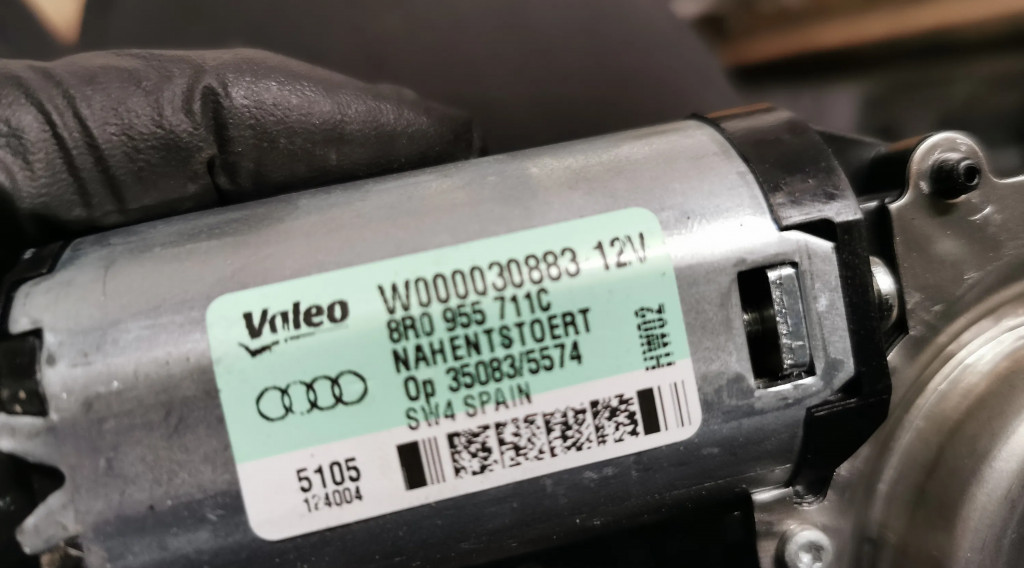 Valeo
W000030883 12V
8R0 955 711C
NAHENTSTOERT
Op 35083/5574
SW4 SPAIN
HW02
5105
124004